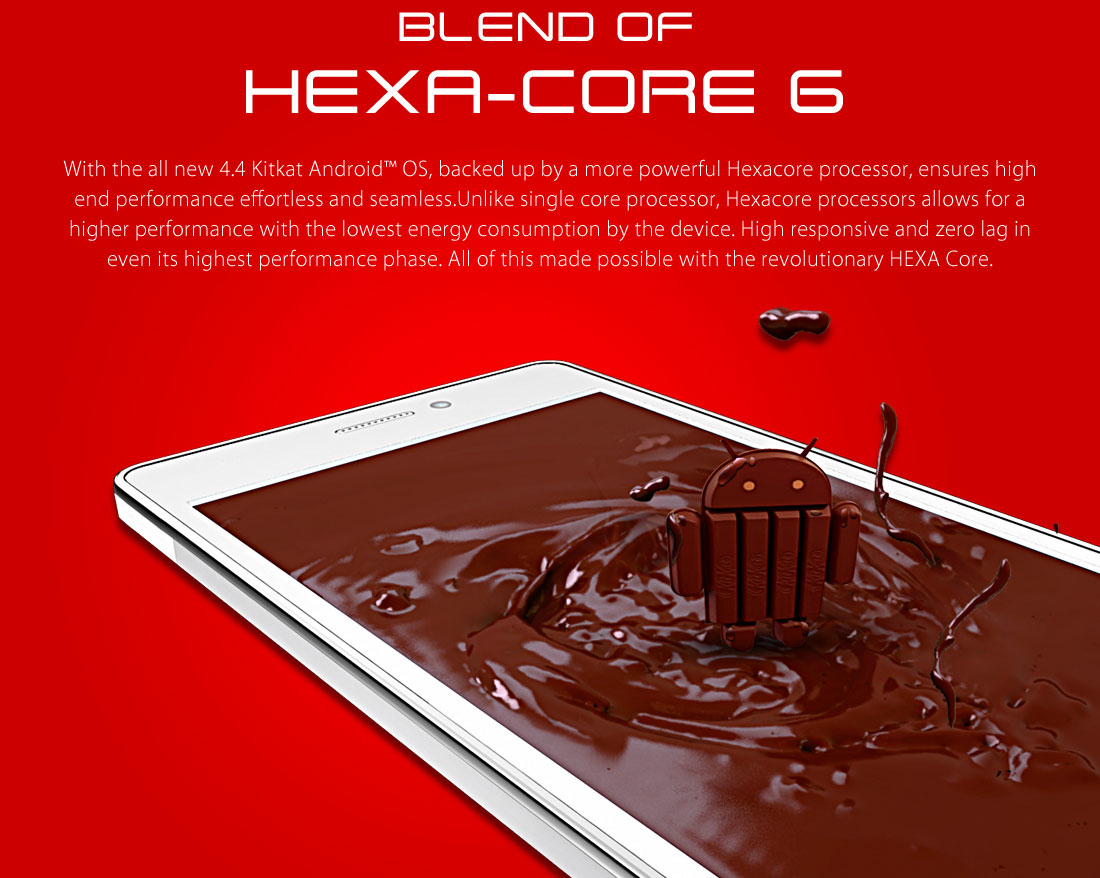 BLEND OF
HEXA-CORE 6
With the all new 4.4 Kitkat Android™ OS, backed up by a more powerful Hexacore processor, ensures high
end performance effortless and seamless.Unlike single core processor, Hexacore processors allows for a
higher performance with the lowest energy consumption by the device. High responsive and zero lag in
even its highest performance phase. All of this made possible with the revolutionary HEXA Core.